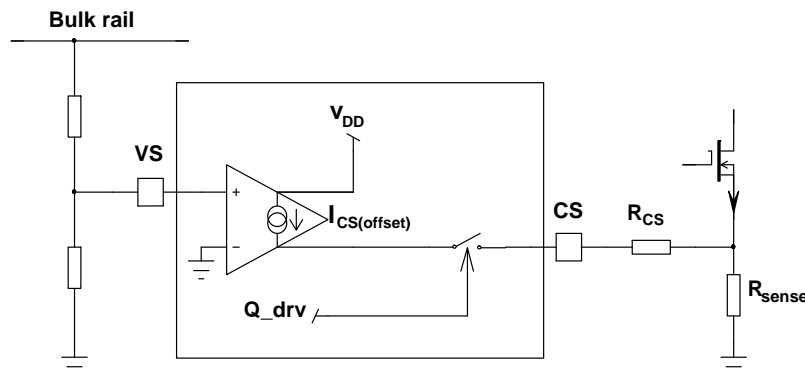 Bulk rail
VDD
VS
+
ICS(offset)
CS
RCS
−
Q_drv
Rsense